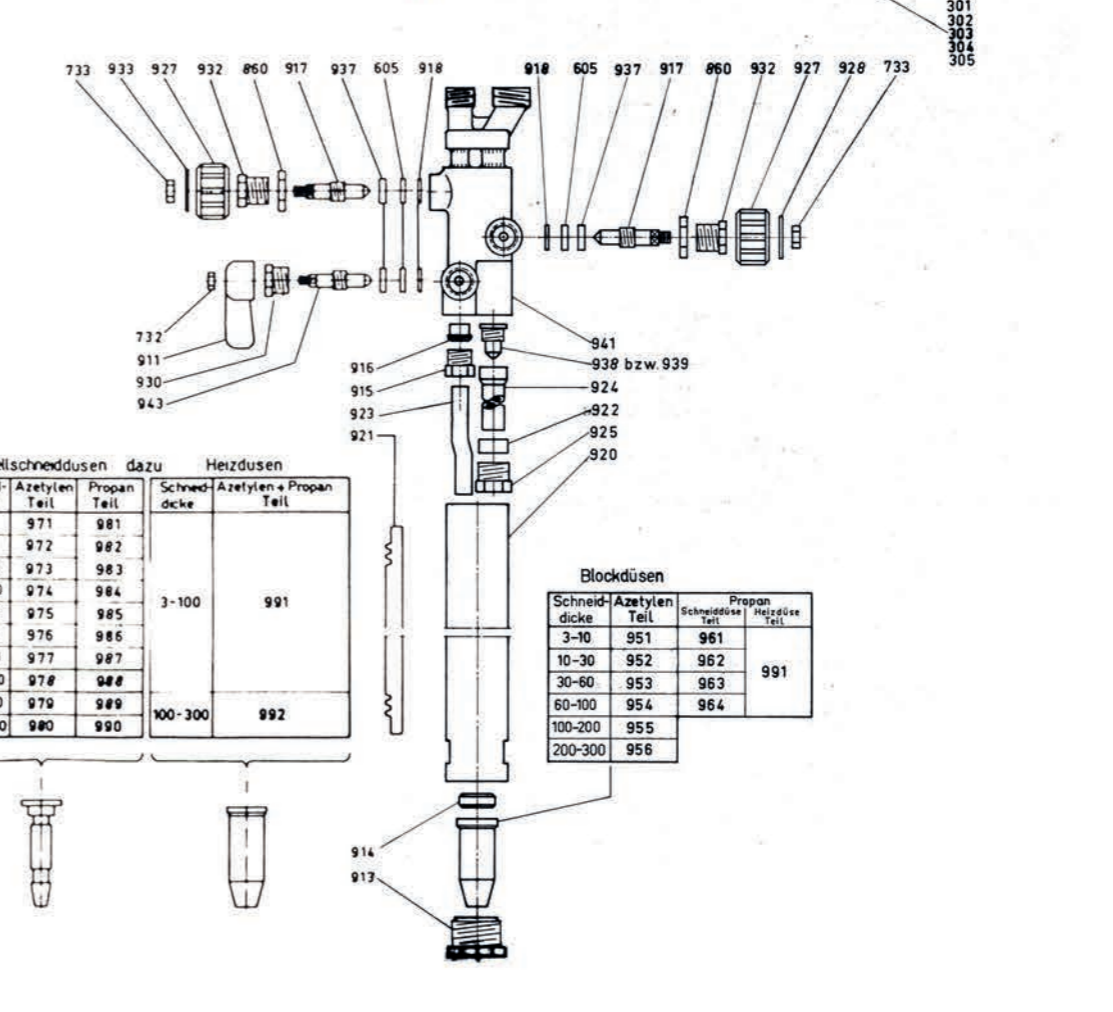 301
302
303
304
305
733 933 927 932 860 917 937 605 918
918 605 937 917 860 932 927 928 733
732
911
930
943
916
915
923
921
941
938 bzw. 939
924
922
925
920
llschneiddusen dazu Heizdusen
Azetylen Teil Propan Teil Schneid-dicke Azetylen + Propan Teil
971 981
972 982
973 983
974 984
975 985
976 986
977 987
978 988
979 989
980 990
3-100 991
100-300 992
Blockdüsen
Schneid-dicke Azetylen Teil Propan
Schneiddüse Teil Heizdüse Teil
3-10 951 961
10-30 952 962
991
30-60 953 963
60-100 954 964
100-200 955
200-300 956
914
913